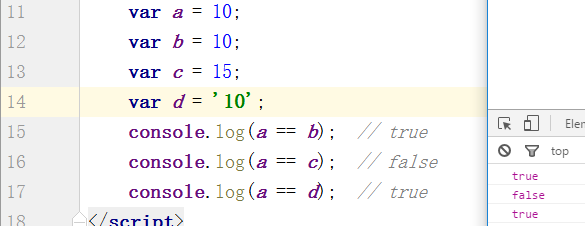 11 var a = 10;
12 var b = 10;
13 var c = 15;
14 var d = '10';
15 console.log(a == b); // true
16 console.log(a == c); // false
17 console.log(a == d); // true
18 </script>
Elen
top
true
false
true